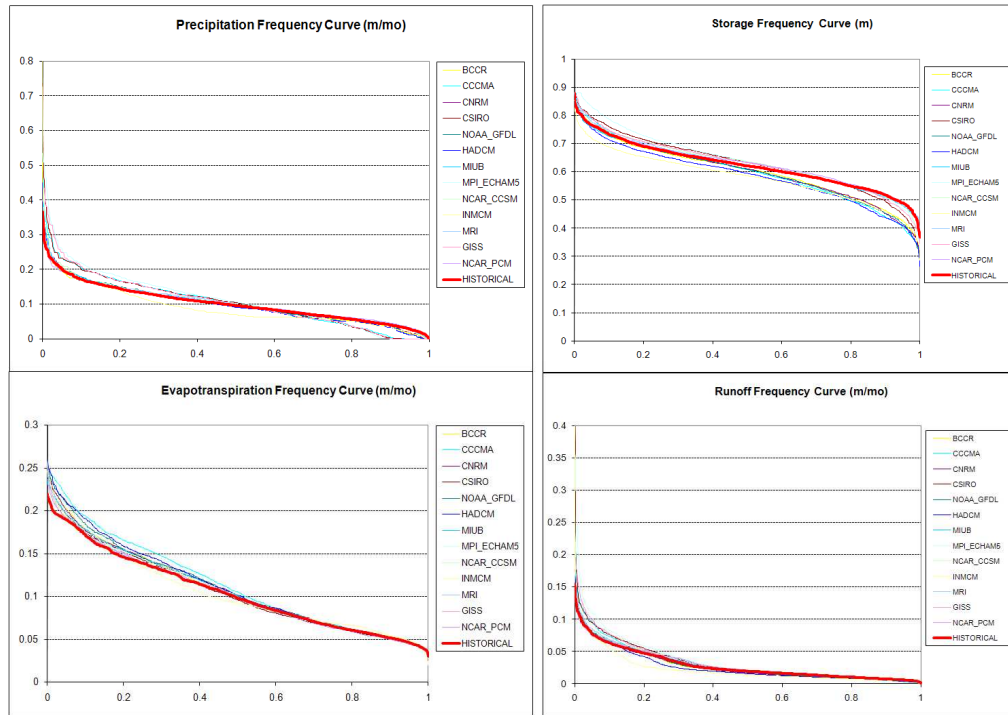 Precipitation Frequency Curve (m/mo)
0.8
0.7
0.6
0.5
0.4
0.3
0.2
0.1
0
0
0.2
0.4
0.6
0.8
1
BCCR
CCCMA
CNRM
CSIRO
NOAA_GFDL
HADCM
MIUB
MPI_ECHAM5
NCAR_CCSM
INMCM
MRI
GISS
NCAR_PCM
HISTORICAL
Storage Frequency Curve (m)
1
0.9
0.8
0.7
0.6
0.5
0.4
0.3
0.2
0.1
0
0
0.2
0.4
0.6
0.8
1
BCCR
CCCMA
CNRM
CSIRO
NOAA_GFDL
HADCM
MIUB
MPI_ECHAM5
NCAR_CCSM
INMCM
MRI
GISS
NCAR_PCM
HISTORICAL
Evapotranspiration Frequency Curve (m/mo)
0.3
0.25
0.2
0.15
0.1
0.05
0
0
0.2
0.4
0.6
0.8
1
BCCR
CCCMA
CNRM
CSIRO
NOAA_GFDL
HADCM
MIUB
MPI_ECHAM5
NCAR_CCSM
INMCM
MRI
GISS
NCAR_PCM
HISTORICAL
Runoff Frequency Curve (m/mo)
0.4
0.35
0.3
0.25
0.2
0.15
0.1
0.05
0
0
0.2
0.4
0.6
0.8
1
BCCR
CCCMA
CNRM
CSIRO
NOAA_GFDL
HADCM
MIUB
MPI_ECHAM5
NCAR_CCSM
INMCM
MRI
GISS
NCAR_PCM
HISTORICAL